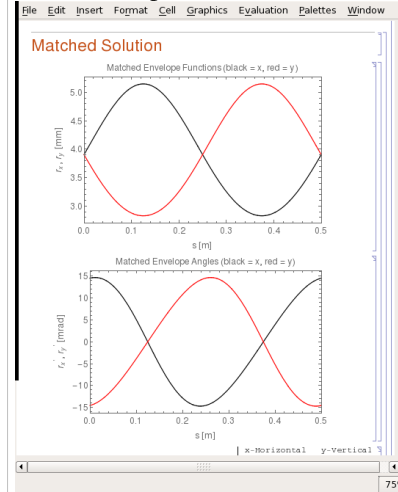 File Edit Insert Format Cell Graphics Evaluation Palettes Window
Matched Solution
Matched Envelope Functions (black = x, red = y)
5.0
4.5
4.0
3.5
3.0
r_x, r_y [mm]
0.0 0.1 0.2 0.3 0.4 0.5
s [m]
Matched Envelope Angles (black = x, red = y)
15
10
5
0
-5
-10
-15
r_x', r_y' [mrad]
0.0 0.1 0.2 0.3 0.4 0.5
s [m]
x-Horizontal y-Vertical
75%